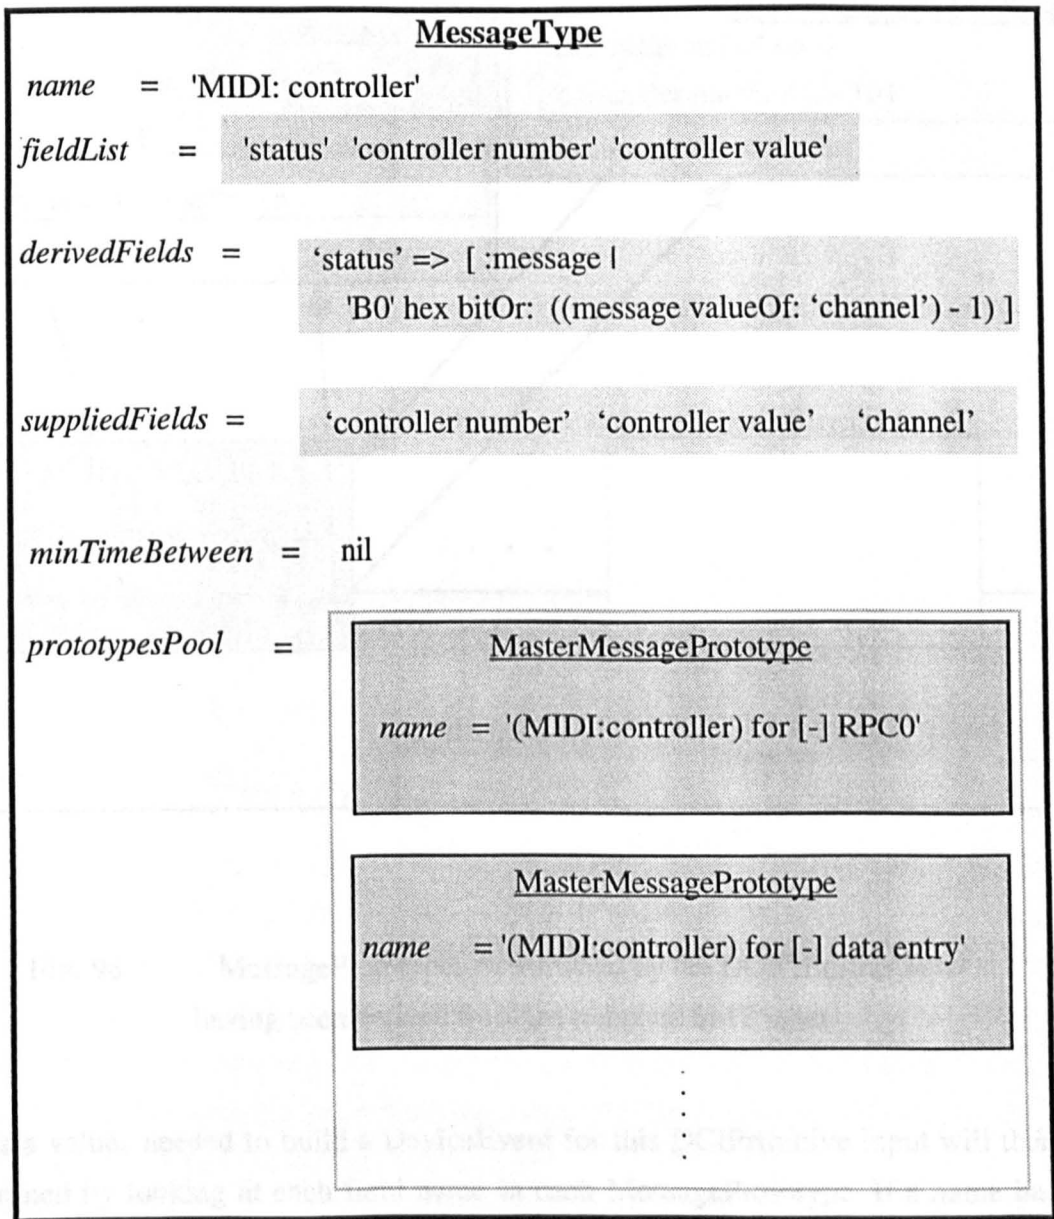 MessageType
name = 'MIDI: controller'
fieldList = 'status' 'controller number' 'controller value'
derivedFields = ‘status’ => [ :message |
'B0' hex bitOr: ((message valueOf: ‘channel’) - 1) ]
suppliedFields = ‘controller number’ ‘controller value’ ‘channel’
minTimeBetween = nil
prototypesPool =
MasterMessagePrototype
name = '(MIDI:controller) for [-] RPC0'
MasterMessagePrototype
name = '(MIDI:controller) for [-] data entry'